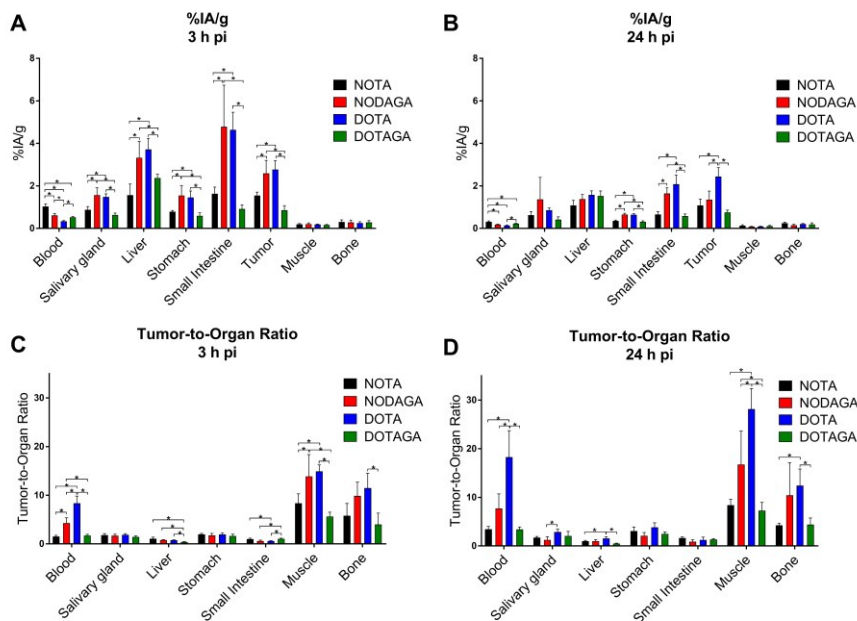 A
%IA/g
3 h pi
%IA/g
8
6
4
2
0
NOTA
NODAGA
DOTA
DOTAGA
* * * * * * * * * * * * * * * * * * * * * * * *
Blood
Salivary gland
Liver
Stomach
Small Intestine
Tumor
Muscle
Bone
B
%IA/g
24 h pi
%IA/g
8
6
4
2
0
NOTA
NODAGA
DOTA
DOTAGA
Blood
Salivary gland
Liver
Stomach
Small Intestine
Tumor
Muscle
Bone
C
Tumor-to-Organ Ratio
3 h pi
Tumor-to-Organ Ratio
30
20
10
0
NOTA
NODAGA
DOTA
DOTAGA
Blood
Salivary gland
Liver
Stomach
Small Intestine
Muscle
Bone
D
Tumor-to-Organ Ratio
24 h pi
Tumor-to-Organ Ratio
30
20
10
0
NOTA
NODAGA
DOTA
DOTAGA
Blood
Salivary gland
Liver
Stomach
Small Intestine
Muscle
Bone